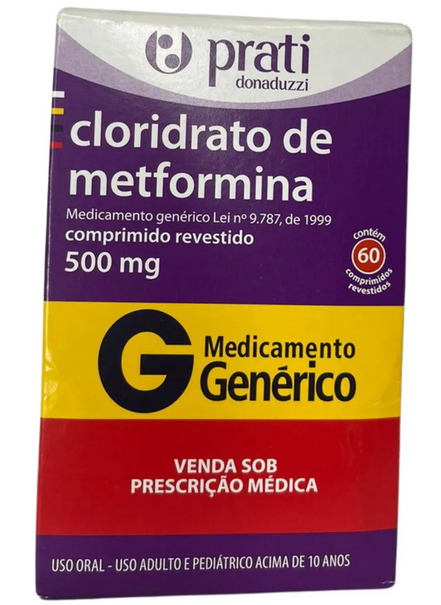 prati
donaduzzi
cloridrato de
metformina
Medicamento genérico Lei nº 9.787, de 1999
comprimido revestido
500 mg
contém
60
comprimidos
revestidos
G Medicamento
Genérico
VENDA SOB
PRESCRIÇÃO MÉDICA
USO ORAL - USO ADULTO E PEDIÁTRICO ACIMA DE 10 ANOS